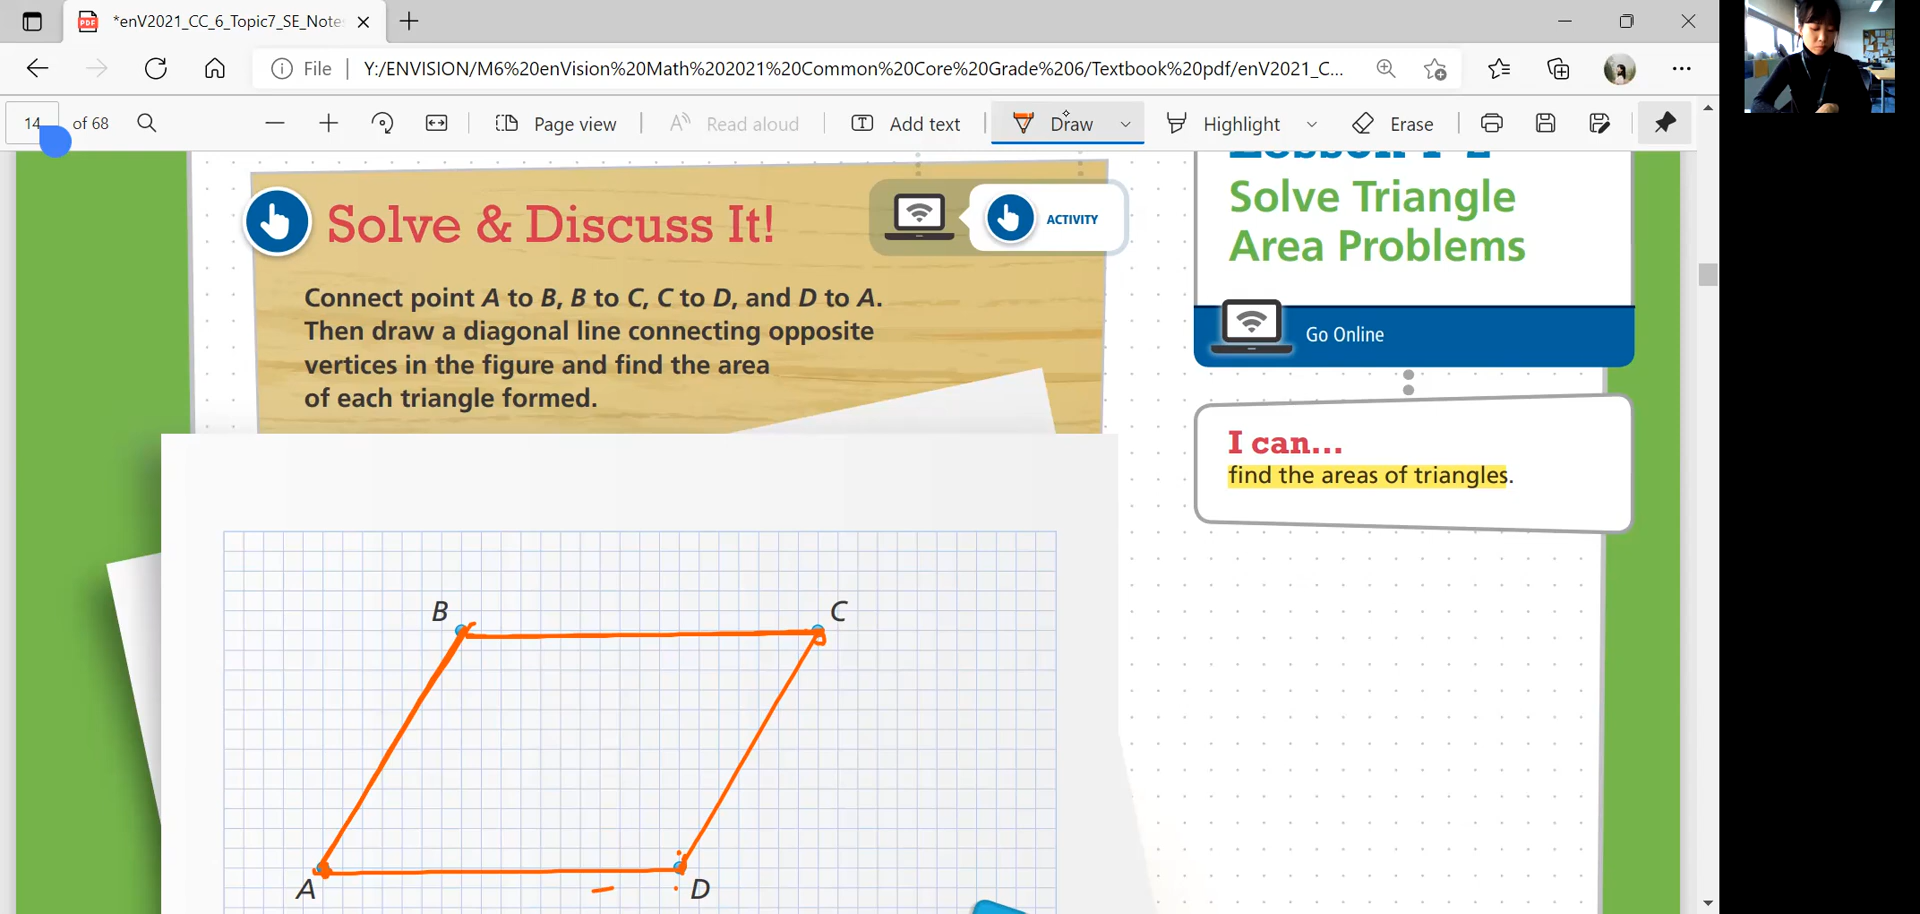 *enV2021_CC_6_Topic7_SE_Note
File
Y:/ENVISION/M6%20enVision%20Math%202021%20Common%20Core%20Grade%206/Textbook%20pdf/enV2021_C...
14 of 68
Page view
Read aloud
Add text
Draw
Highlight
Erase
Solve & Discuss It!
ACTIVITY
Connect point A to B, B to C, C to D, and D to A.
Then draw a diagonal line connecting opposite
vertices in the figure and find the area
of each triangle formed.
Solve Triangle
Area Problems
Go Online
I can...
find the areas of triangles.
B
C
A
D